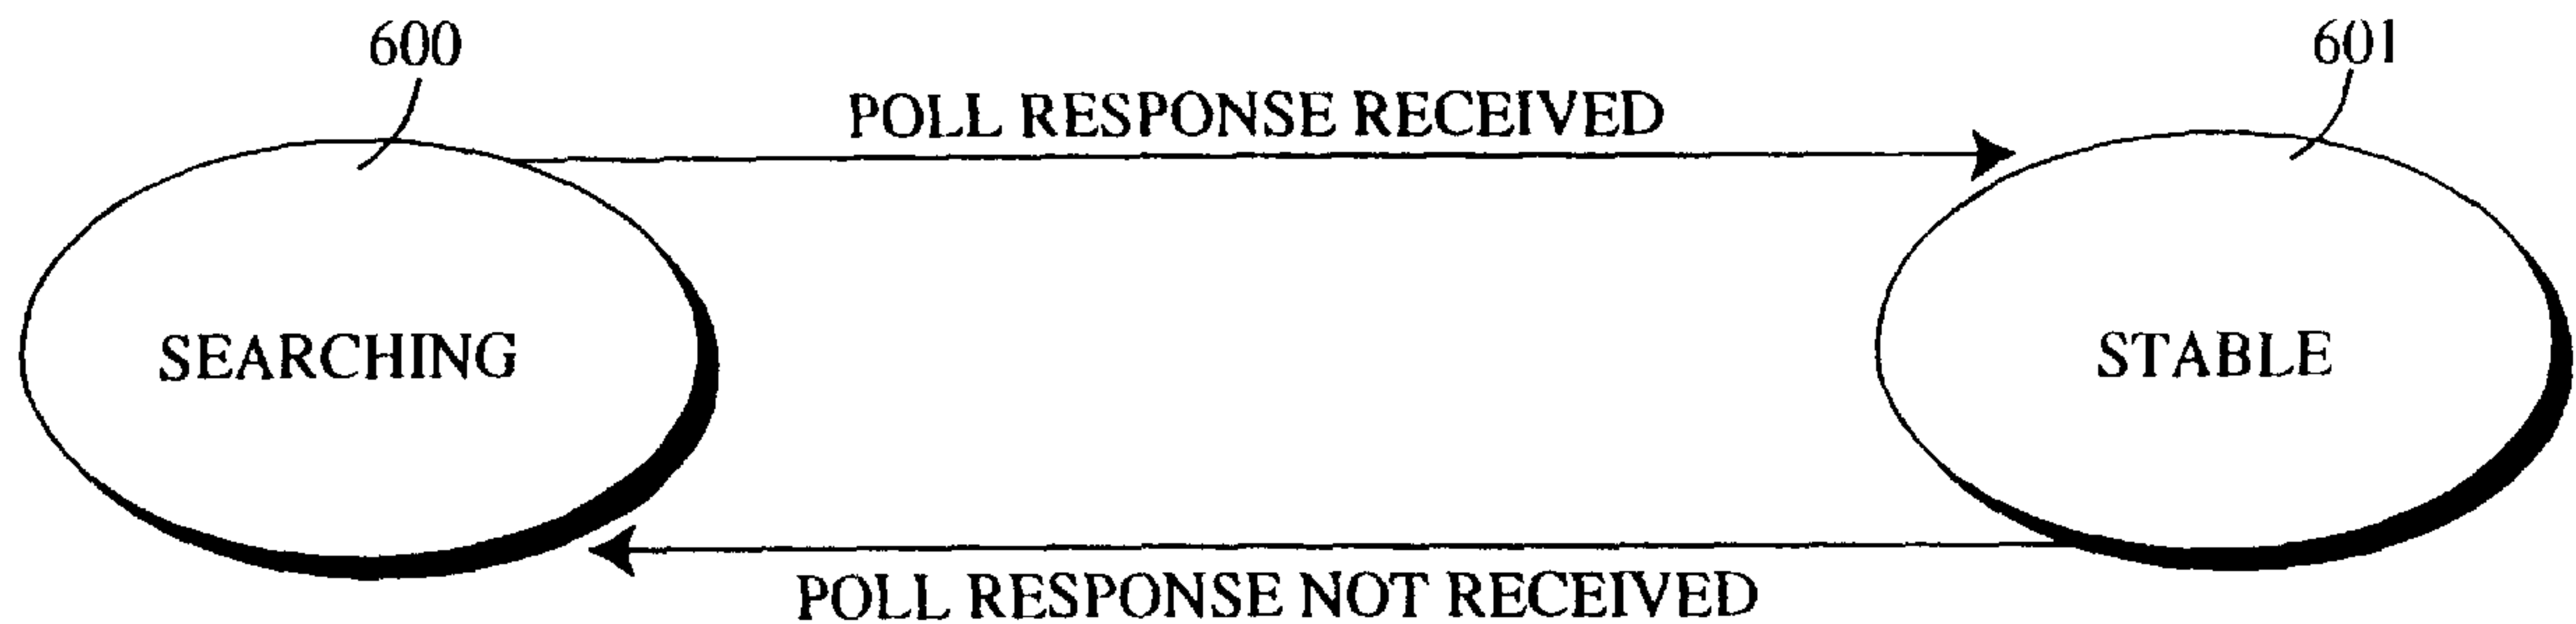 600
601
POLL RESPONSE RECEIVED
SEARCHING
STABLE
POLL RESPONSE NOT RECEIVED